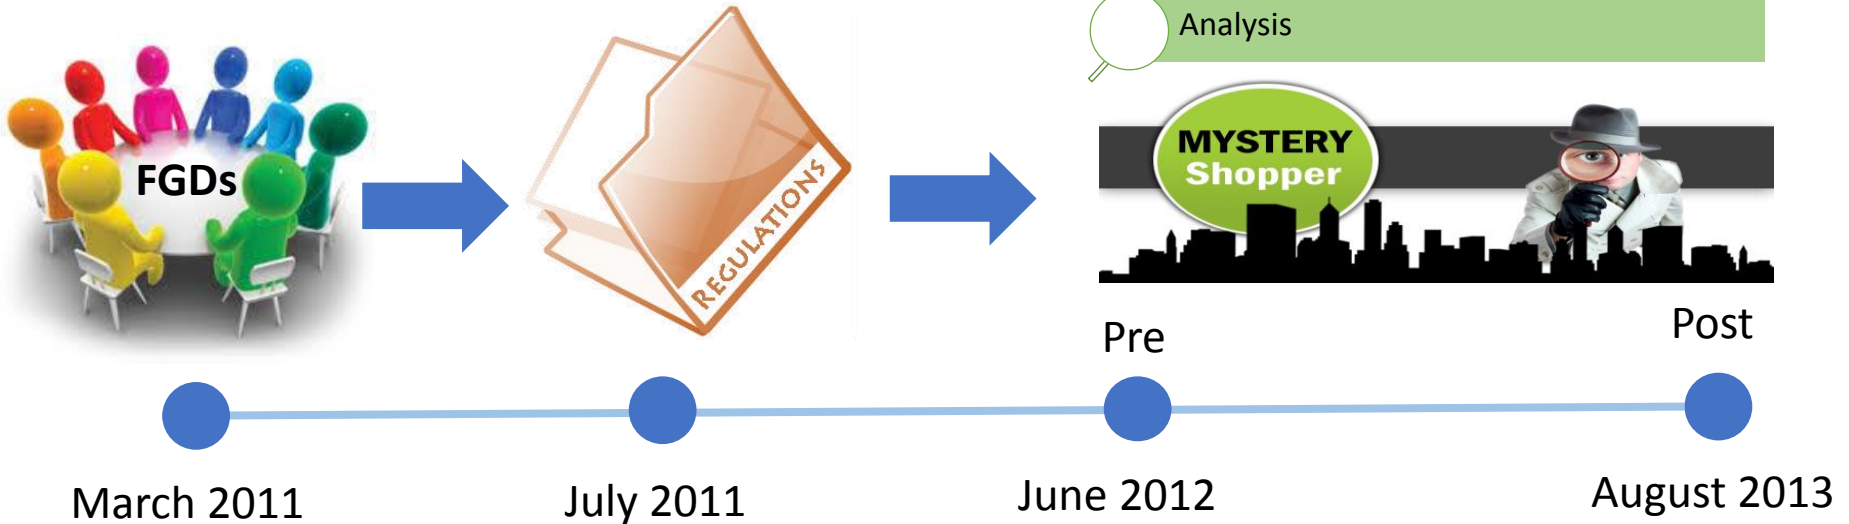 Analysis
FGDs
REGULATIONS
MYSTERY
Shopper
Pre
Post
March 2011
July 2011
June 2012
August 2013